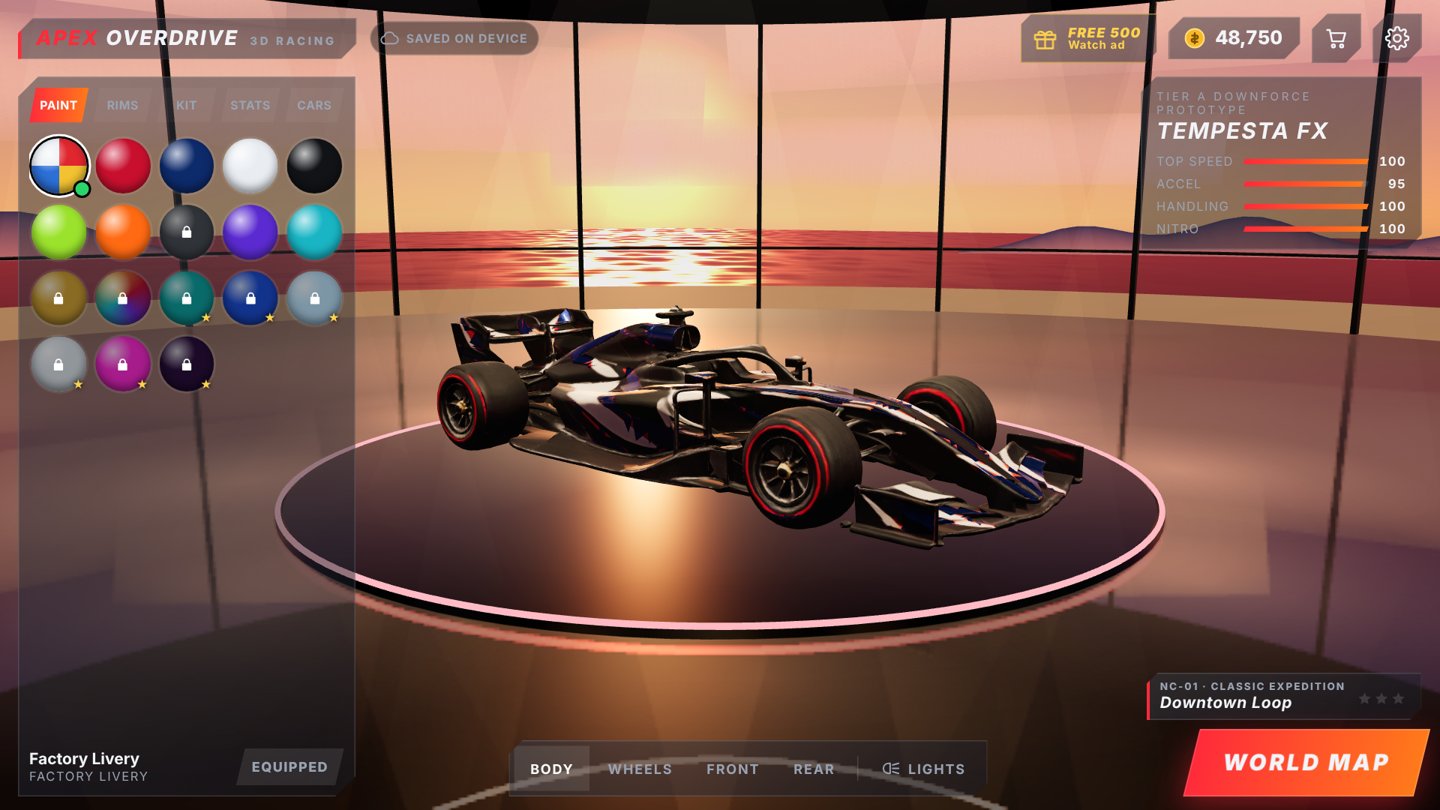 APEX OVERDRIVE 3D RACING
SAVED ON DEVICE
FREE 500
Watch ad
48,750
PAINT RIMS KIT STATS CARS
TIER A DOWNFORCE
PROTOTYPE
TEMPESTA FX
TOP SPEED 100
ACCEL 95
HANDLING 100
NITRO 100
NC-01 · CLASSIC EXPEDITION
Downtown Loop
Factory Livery
FACTORY LIVERY
EQUIPPED
BODY WHEELS FRONT REAR LIGHTS
WORLD MAP